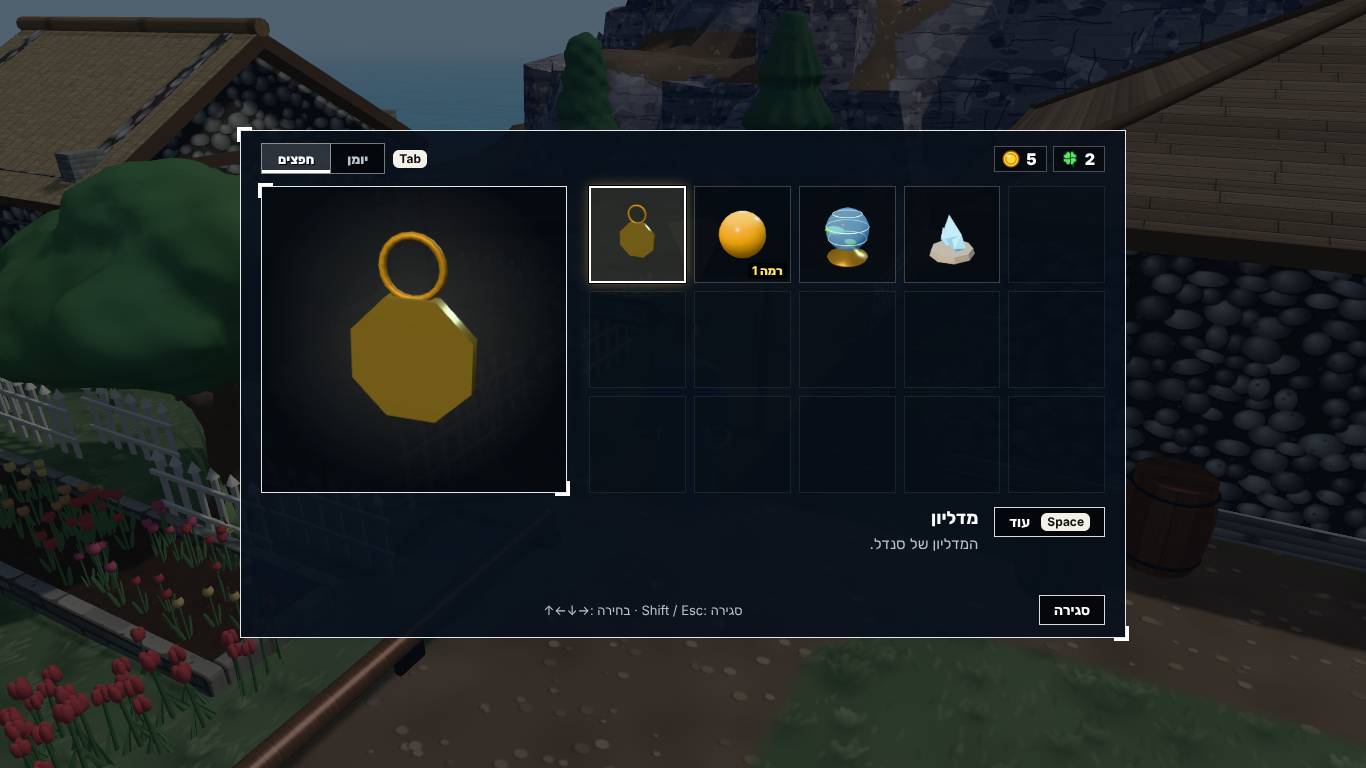 חפצים
יומן
Tab
5
2
רמה 1
מדליון
המדליון של סנדל.
Space
עוד
סגירה: Shift / Esc · בחירה: ↑←↓→
סגירה